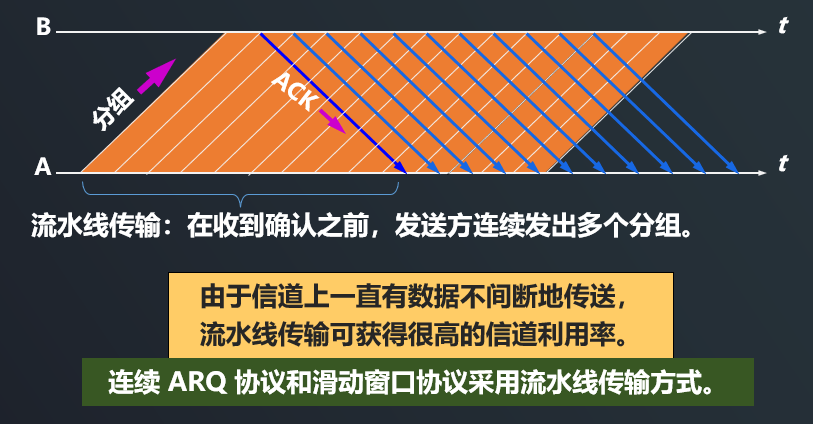 B
t
分组
ACK
A
t
流水线传输：在收到确认之前，发送方连续发出多个分组。
由于信道上一直有数据不间断地传送，
流水线传输可获得很高的信道利用率。
连续 ARQ 协议和滑动窗口协议采用流水线传输方式。